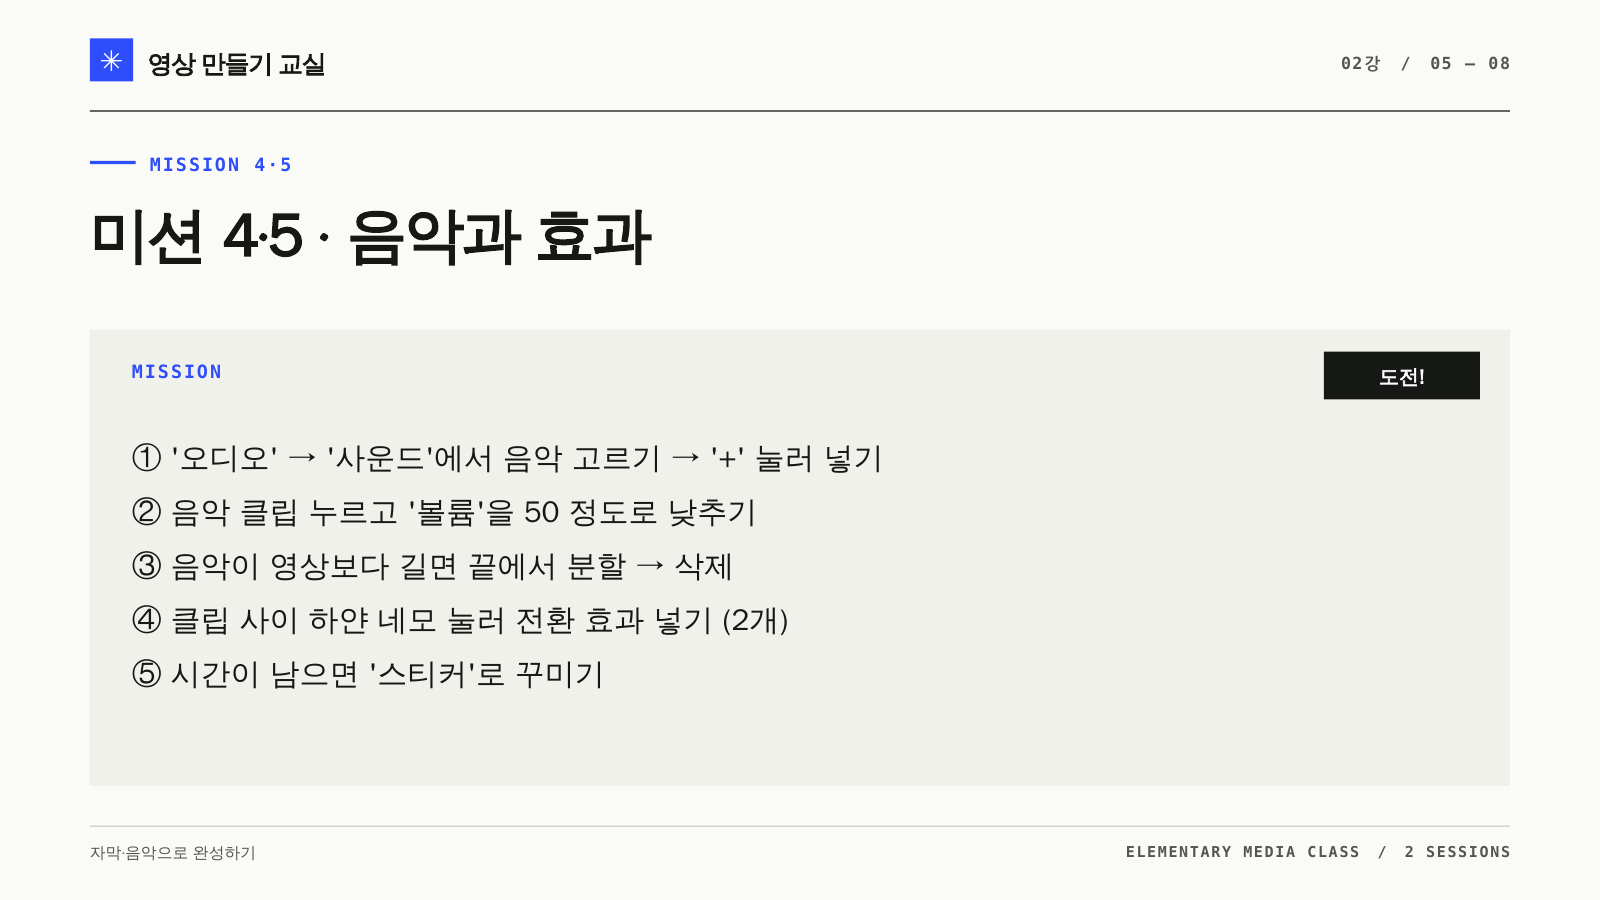 ✳ 영상 만들기 교실
02강 / 05 — 08
MISSION 4·5
미션 4·5 · 음악과 효과
MISSION
도전!
① '오디오' → '사운드'에서 음악 고르기 → '+' 눌러 넣기
② 음악 클립 누르고 '볼륨'을 50 정도로 낮추기
③ 음악이 영상보다 길면 끝에서 분할 → 삭제
④ 클립 사이 하얀 네모 눌러 전환 효과 넣기 (2개)
⑤ 시간이 남으면 '스티커'로 꾸미기
자막·음악으로 완성하기
ELEMENTARY MEDIA CLASS / 2 SESSIONS